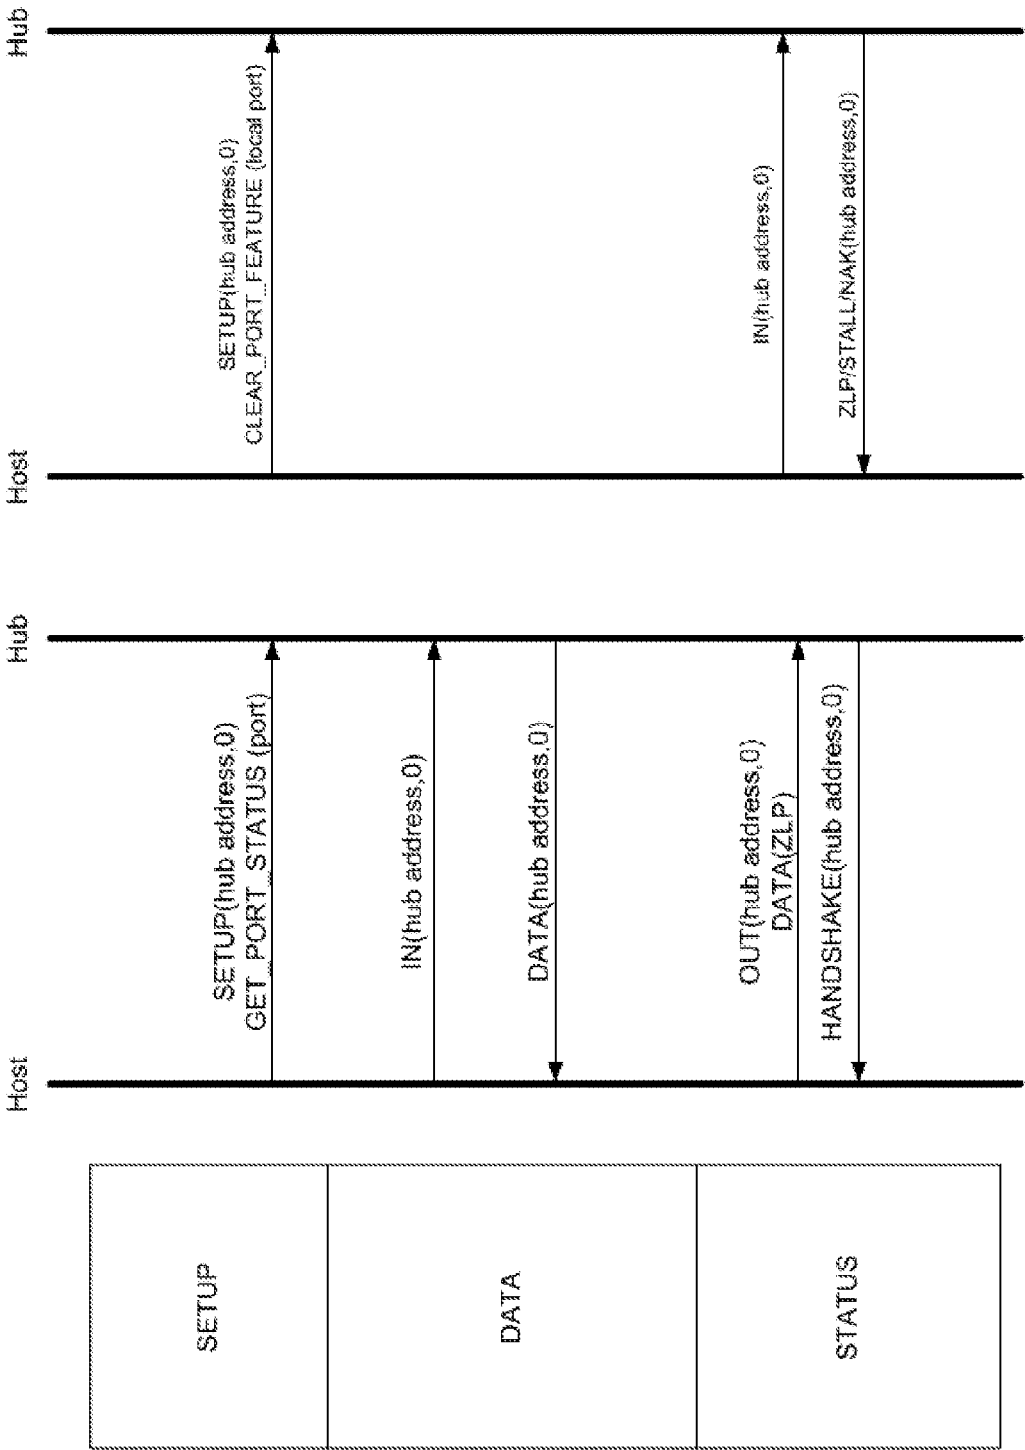 Host
Hub
Host
Hub
SETUP
SETUP(hub address,0)
GET_PORT_STATUS (port)
SETUP(hub address,0)
CLEAR_PORT_FEATURE (local port)
DATA
IN(hub address,0)
DATA(hub address,0)
STATUS
OUT(hub address,0)
DATA(ZLP)
HANDSHAKE(hub address,0)
IN(hub address,0)
ZLP/STALL/NAK(hub address,0)